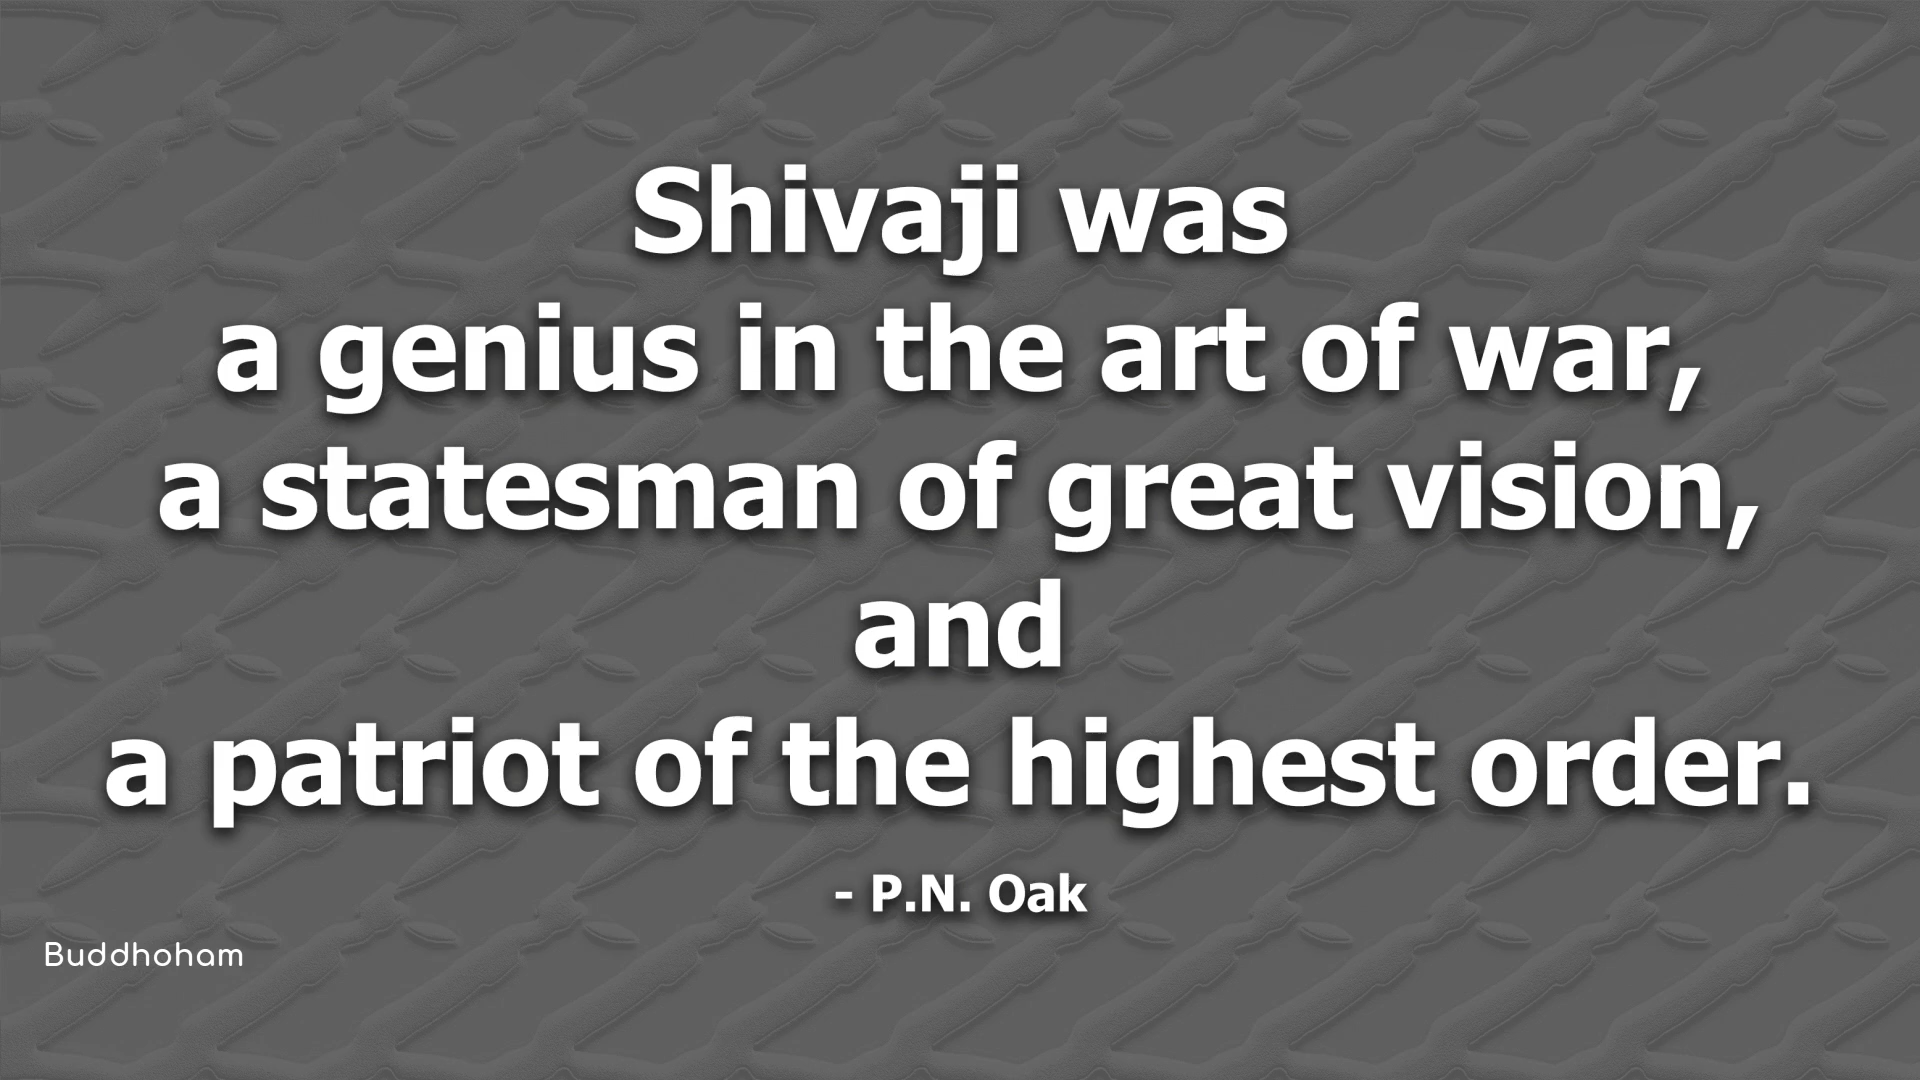 Shivaji was
a genius in the art of war,
a statesman of great vision,
and
a patriot of the highest order.
- P.N. Oak
Buddhoham